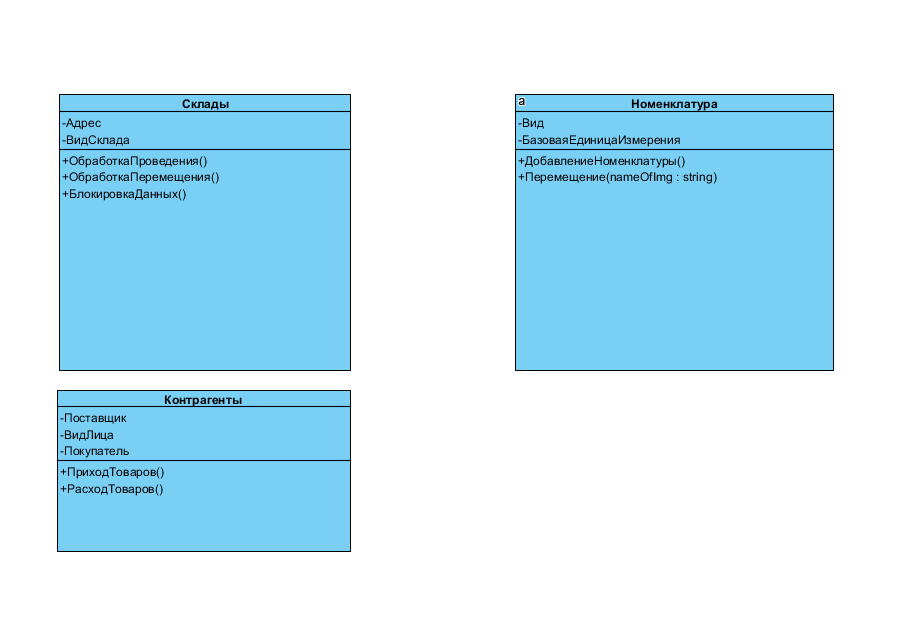 Склады
-Адрес
-ВидСклада
+ОбработкаПроведения()
+ОбработкаПеремещения()
+БлокировкаДанных()
a
Номенклатура
-Вид
-БазоваяЕдиницаИзмерения
+ДобавлениеНоменклатуры()
+Перемещение(nameOfImg : string)
Контрагенты
-Поставщик
-ВидЛица
-Покупатель
+ПриходТоваров()
+РасходТоваров()